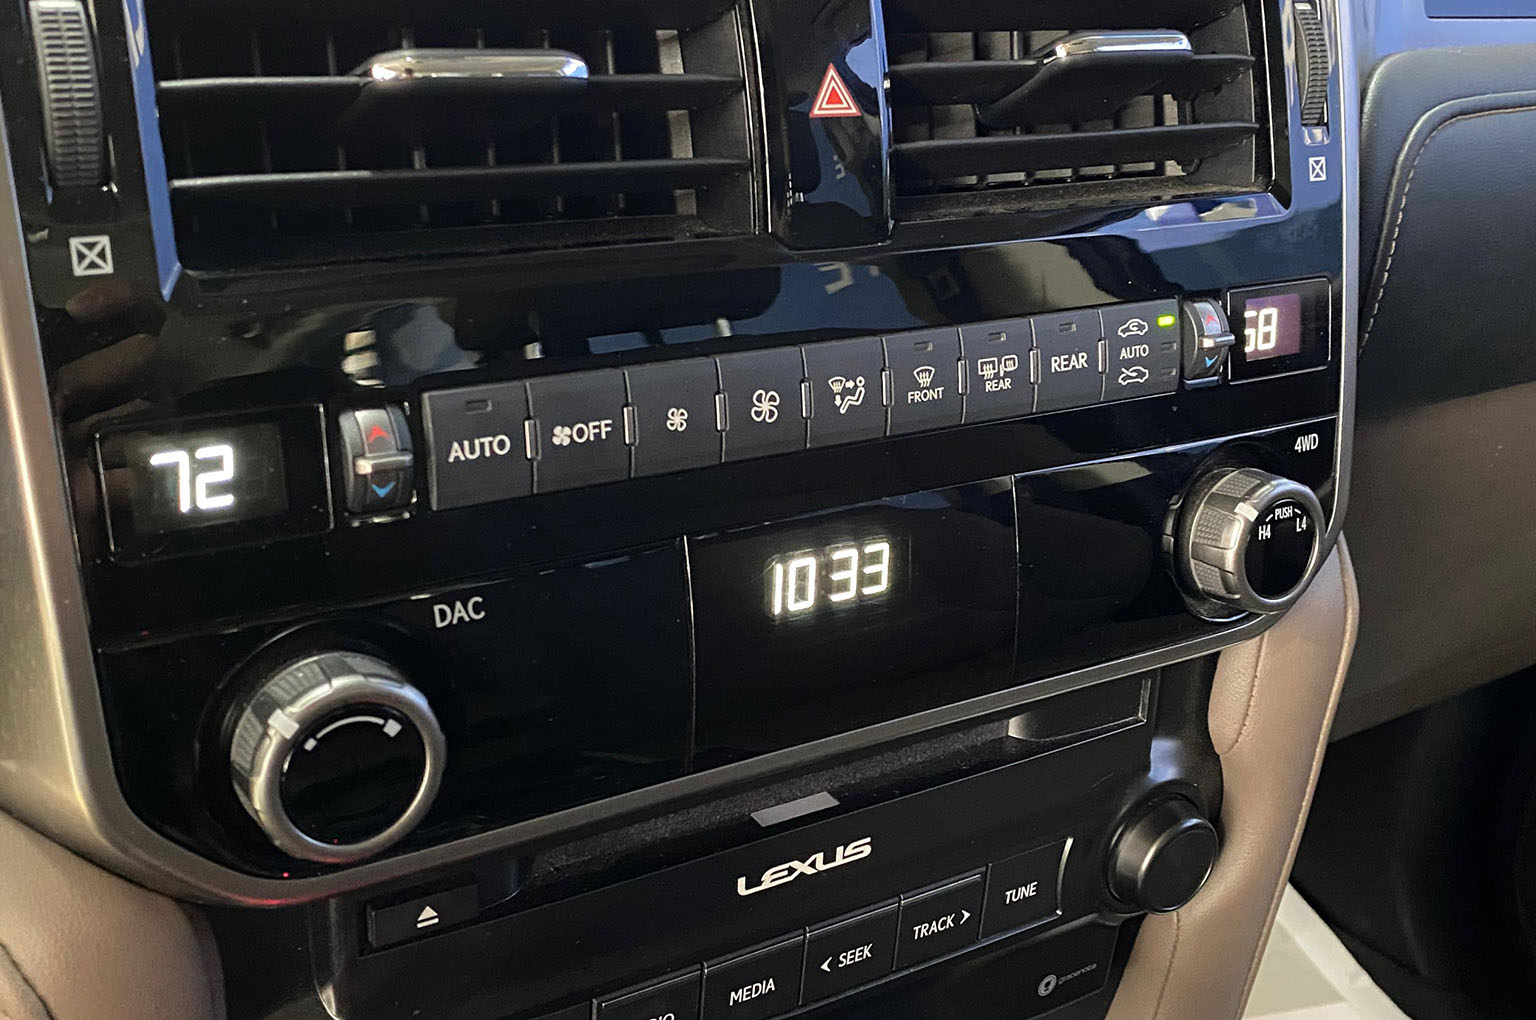 68
AUTO
REAR
REAR
FRONT
OFF
AUTO
72
4WD
PUSH
H4 L4
10:33
DAC
LEXUS
TUNE
TRACK >
< SEEK
MEDIA
gracenote